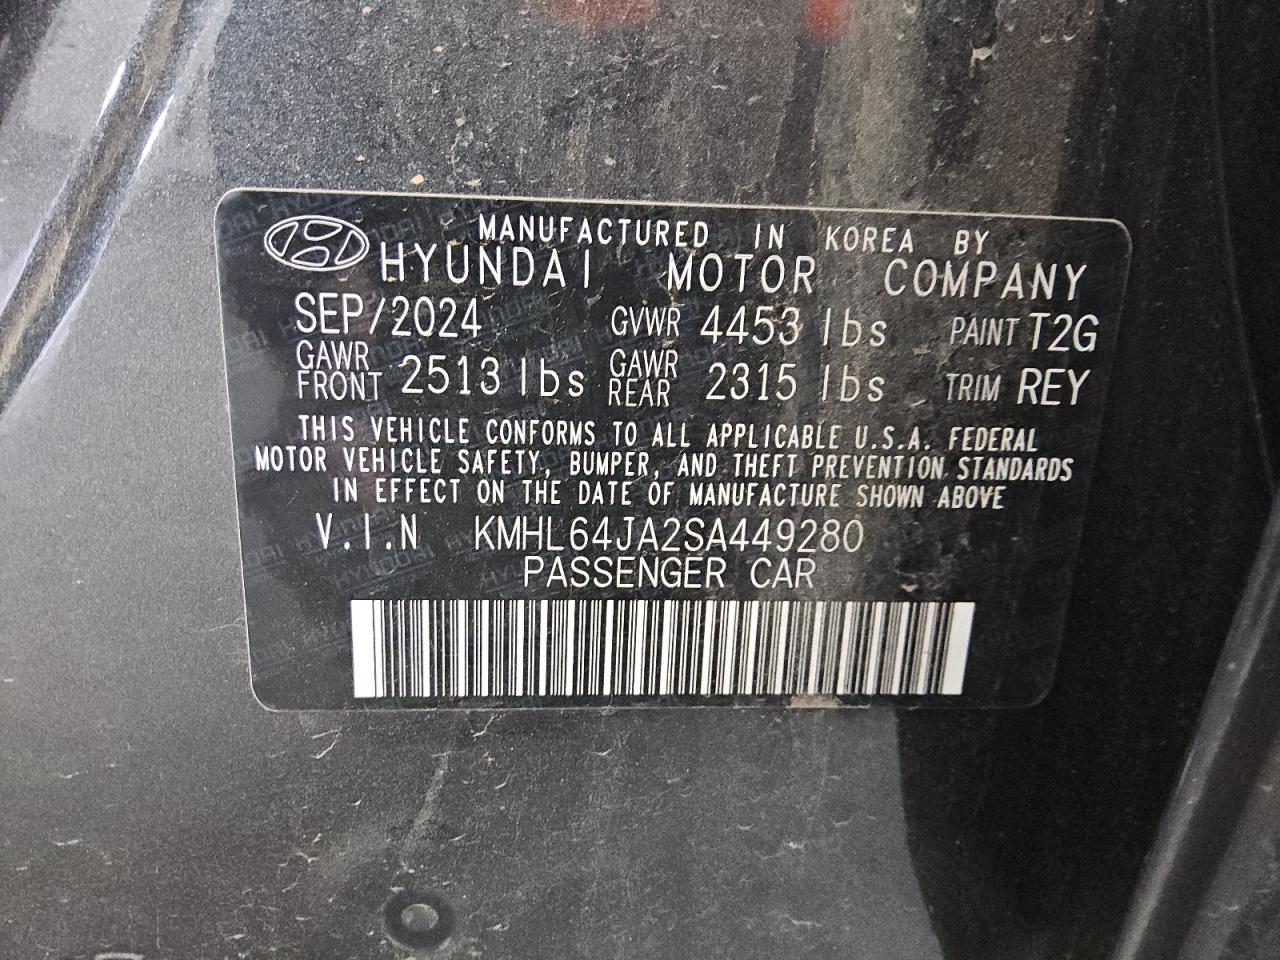 MANUFACTURED IN KOREA BY
HYUNDAI MOTOR COMPANY
SEP/2024 GVWR 4453 lbs PAINT T2G
GAWR FRONT 2513 lbs GAWR REAR 2315 lbs TRIM REY
THIS VEHICLE CONFORMS TO ALL APPLICABLE U.S.A. FEDERAL
MOTOR VEHICLE SAFETY, BUMPER, AND THEFT PREVENTION STANDARDS
IN EFFECT ON THE DATE OF MANUFACTURE SHOWN ABOVE
V.I.N KMHL64JA2SA449280
PASSENGER CAR